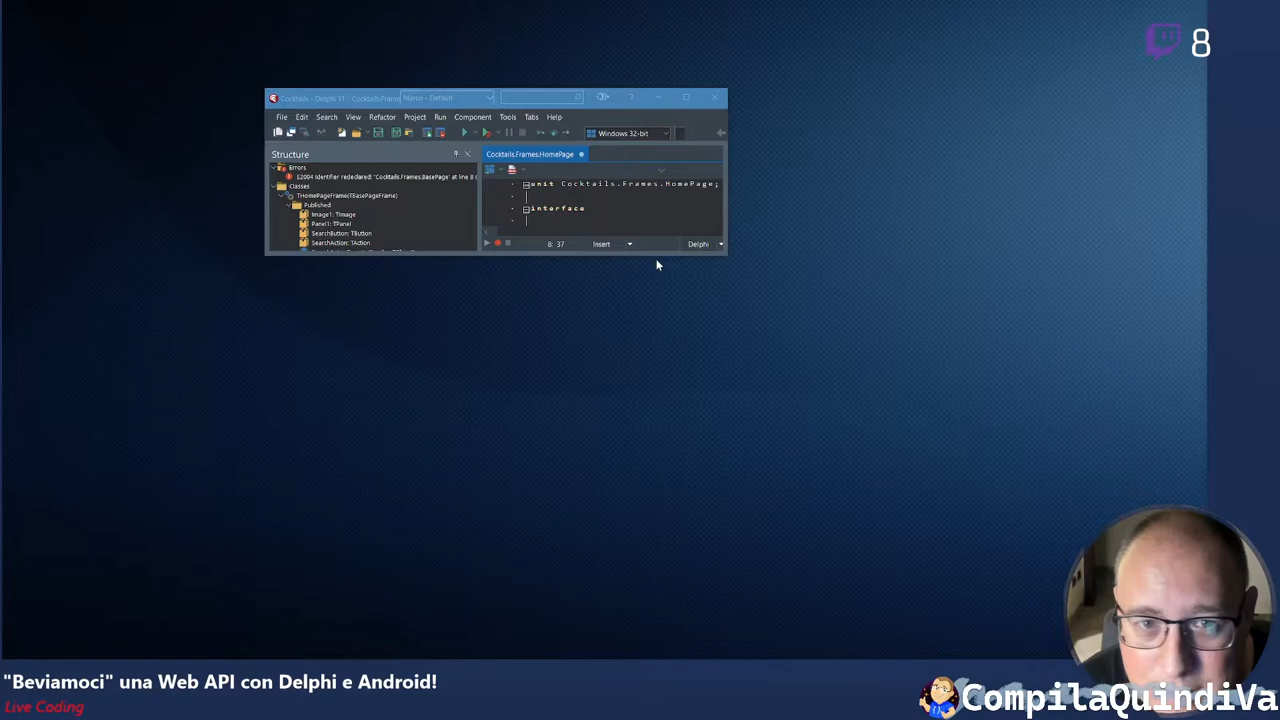 8
Cocktails - Delphi 11 - Cocktails.Frame
Marco - Default
File Edit Search View Refactor Project Run Component Tools Tabs Help
Windows 32-bit
Structure
Cocktails.Frames.HomePage
Errors
E2004 Identifier redeclared: 'Cocktails.Frames.BasePage' at line 8 (
Classes
THomePageFrame(TBasePageFrame)
Published
Image1: TImage
Panel1: TPanel
SearchButton: TButton
SearchAction: TAction
unit Cocktails.Frames.HomePage;
interface
8: 37
Insert
Delphi
"Beviamoci" una Web API con Delphi e Android!
Live Coding
CompilaQuindiVa